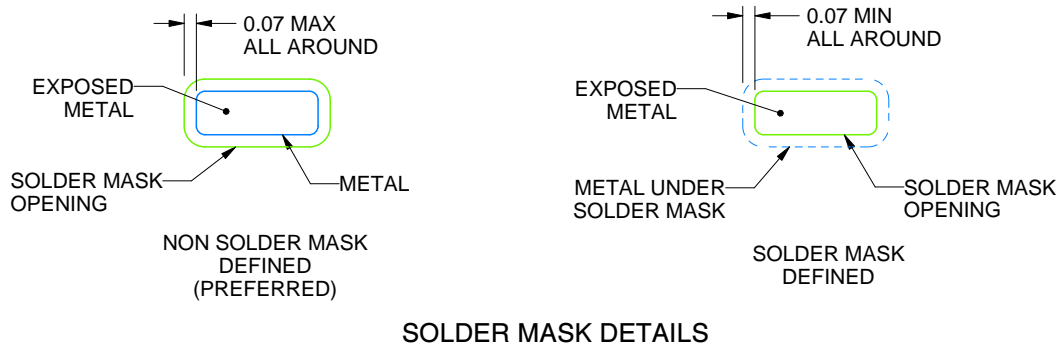 0.07 MAX
ALL AROUND
EXPOSED
METAL
SOLDER MASK
OPENING
METAL
NON SOLDER MASK
DEFINED
(PREFERRED)
0.07 MIN
ALL AROUND
EXPOSED
METAL
METAL UNDER
SOLDER MASK
SOLDER MASK
OPENING
SOLDER MASK
DEFINED
SOLDER MASK DETAILS